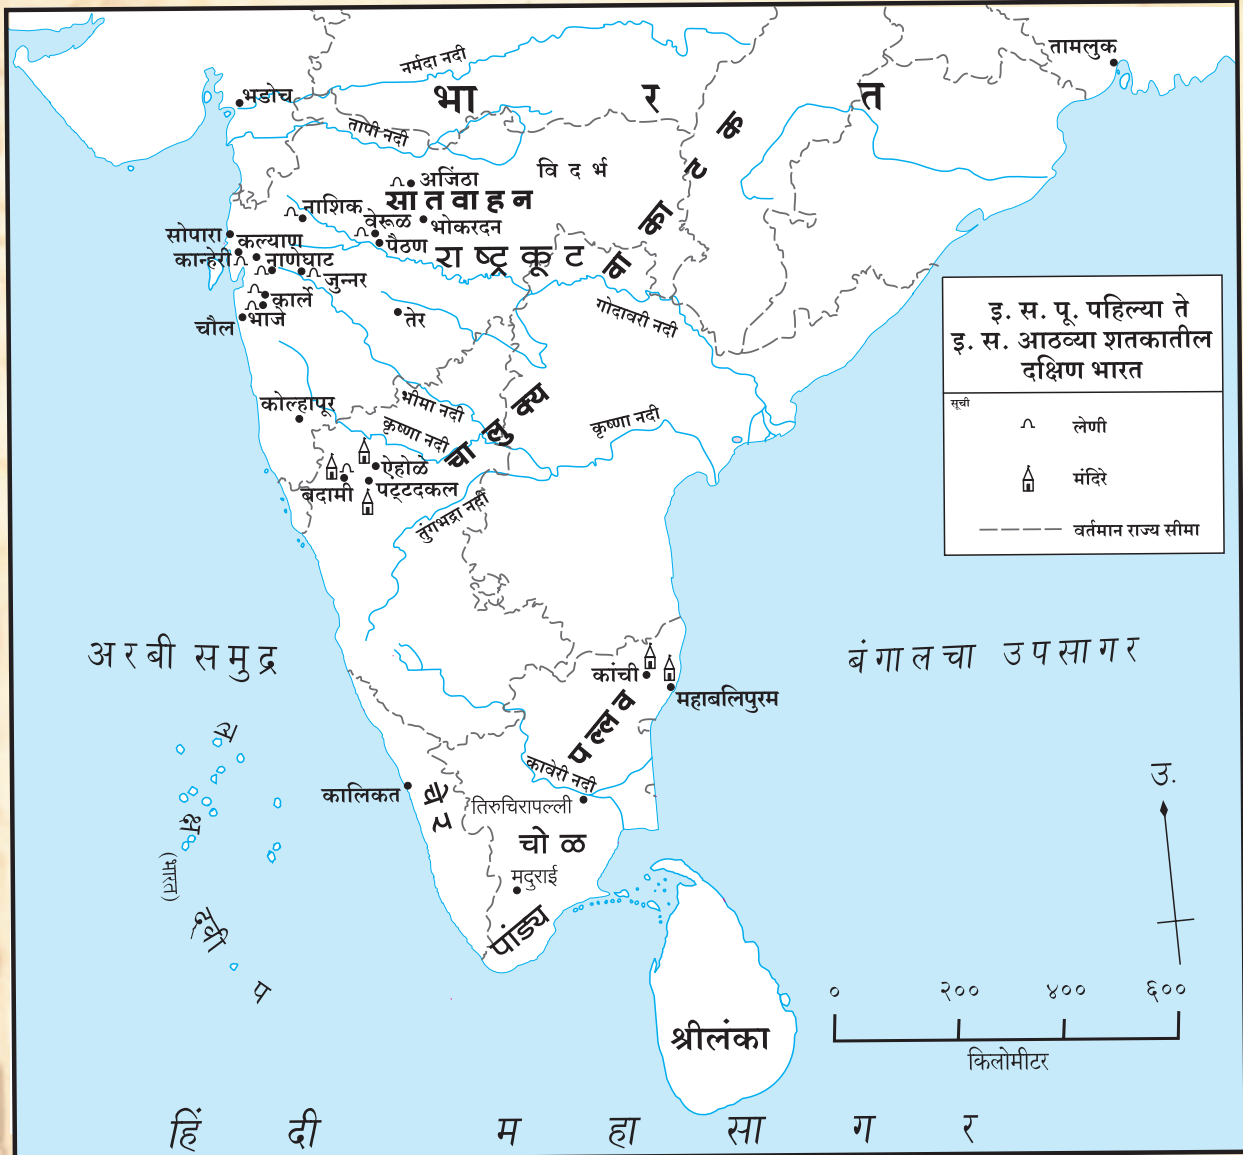 तामलुक
नर्मदा नदी
भा र त
भडोच
तापी नदी
वि द र्भ
अजिंठा
सा त वा ह न
नाशिक
वेरूळ
भोकरदन
सोपारा
कल्याण
पैठण
रा ष्ट्र कू ट
वा का ट क
कान्हेरी
नाणेघाट
जुन्नर
कार्ले
भाजे
चौल
तेर
गोदावरी नदी
इ. स. पू. पहिल्या ते
इ. स. आठव्या शतकातील
दक्षिण भारत
सूची
लेणी
मंदिरे
वर्तमान राज्य सीमा
कोल्हापूर
भीमा नदी
कृष्णा नदी
चा लु क्य
कृष्णा नदी
ऐहोळे
बदामी
पट्टदकल
तुंगभद्रा नदी
अ र बी स मु द्र
बं गा ल चा उ प सा ग र
कांची
महाबलिपुरम
प ल्ल व
ल क्ष द्वी प
(भारत)
कावेरी नदी
कालिकत
चे र
तिरुचिरापल्ली
चो ळ
मदुराई
पांड्य
उ.
० २०० ४०० ६००
किलोमीटर
श्रीलंका
हिं दी म हा सा ग र